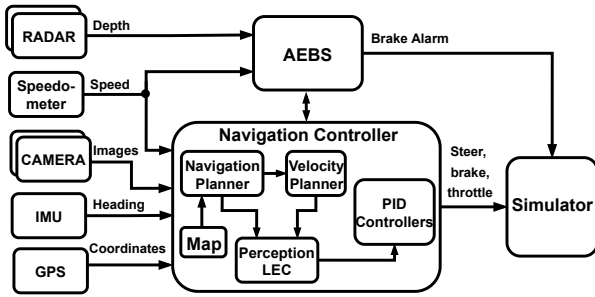 RADAR
Depth
AEBS
Brake Alarm
Speedo-
meter
Speed
Navigation Controller
CAMERA
Images
Navigation
Planner
Velocity
Planner
Steer,
brake,
throttle
Simulator
IMU
Heading
PID
Controllers
Map
Perception
LEC
GPS
Coordinates